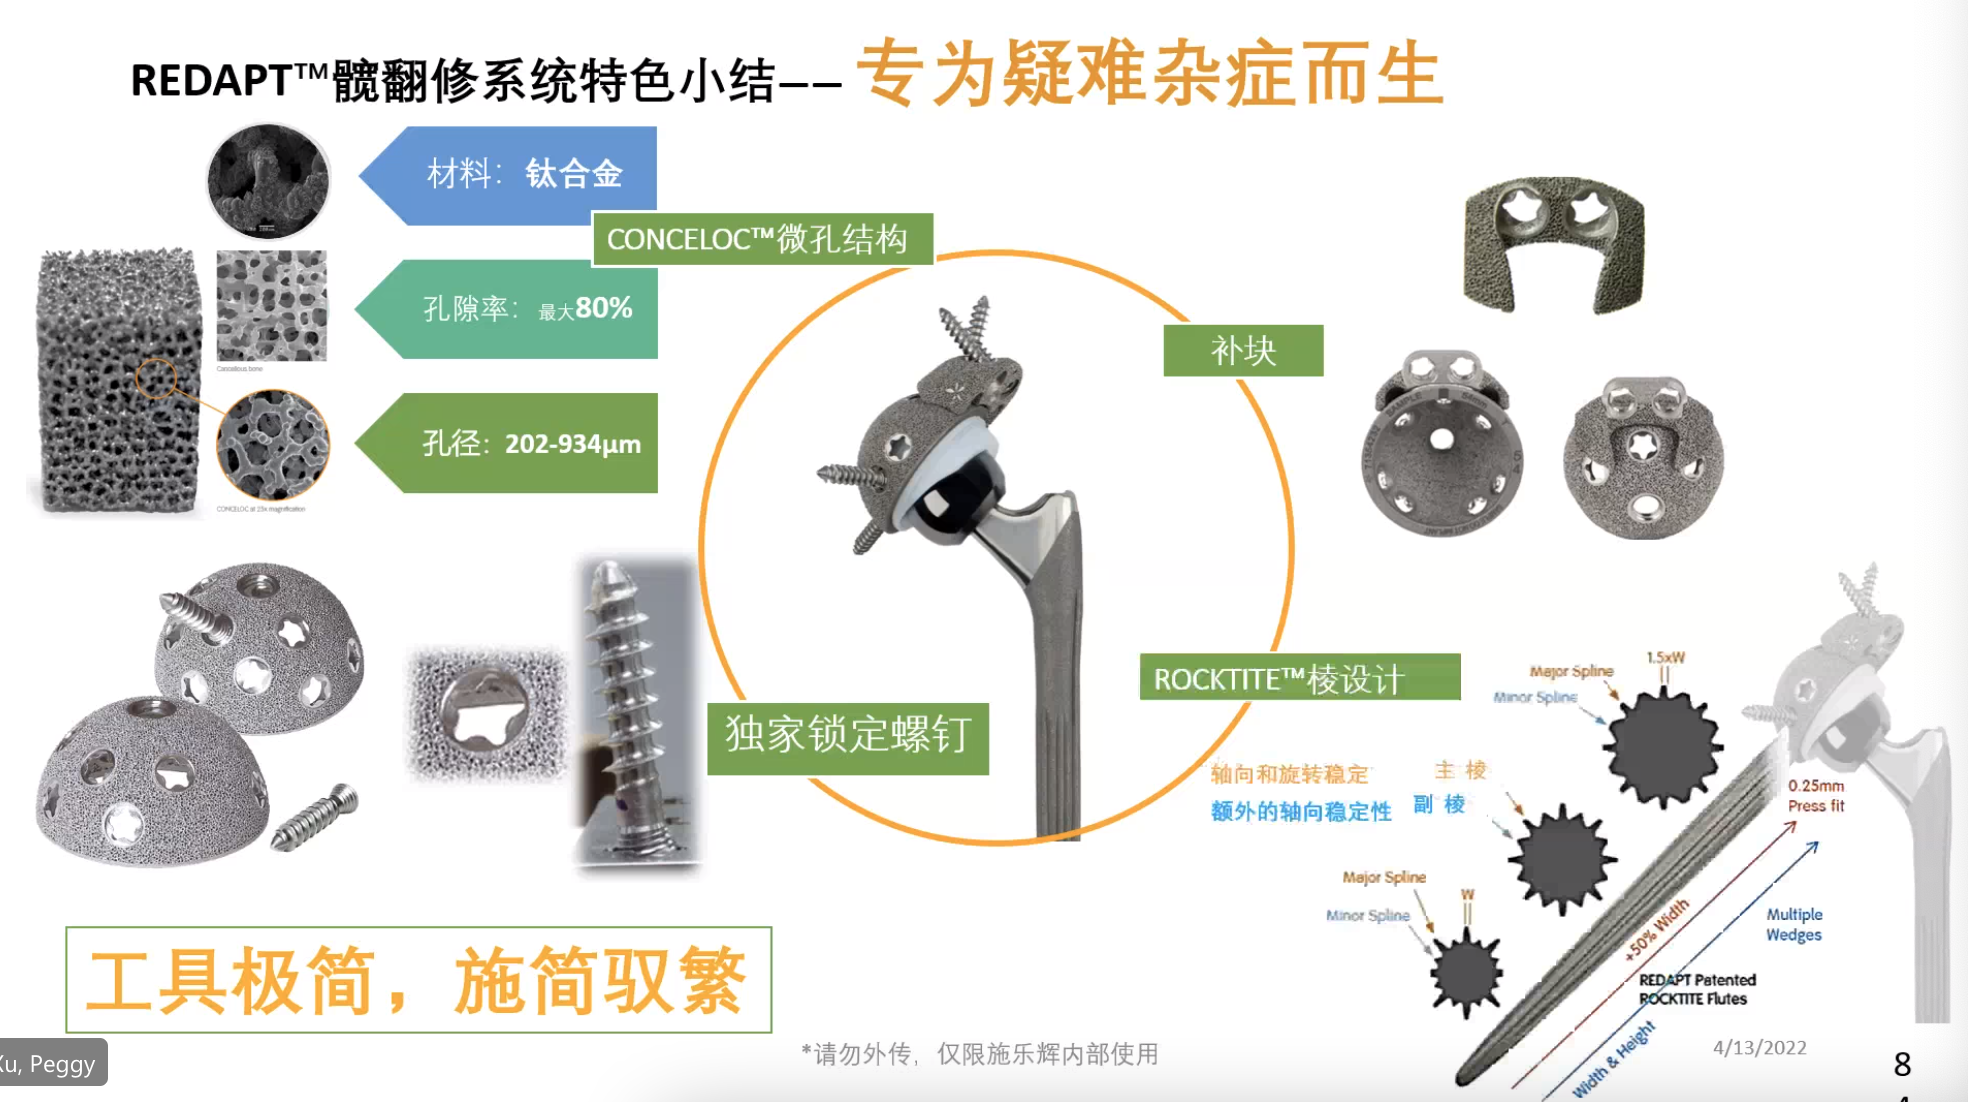 REDAPT™髋翻修系统特色小结—— 专为疑难杂症而生
材料： 钛合金
CONCELOC™微孔结构
孔隙率： 最大80%
Cancellous bone
孔径：202-934μm
CONCELOC at 25x magnification
补块
SAMPLE
54mm
ROCKTITE™棱设计
独家锁定螺钉
1.5xW
Major Spline
Minor Spline
轴向和旋转稳定 主 棱
额外的轴向稳定性 副 棱
0.25mm
Press fit
Major Spline
W
Minor Spline
+50% Width
Multiple
Wedges
REDAPT Patented
ROCKTITE Flutes
Width & Height
工具极简，施简驭繁
*请勿外传，仅限施乐辉内部使用
4/13/2022
8
Xu, Peggy